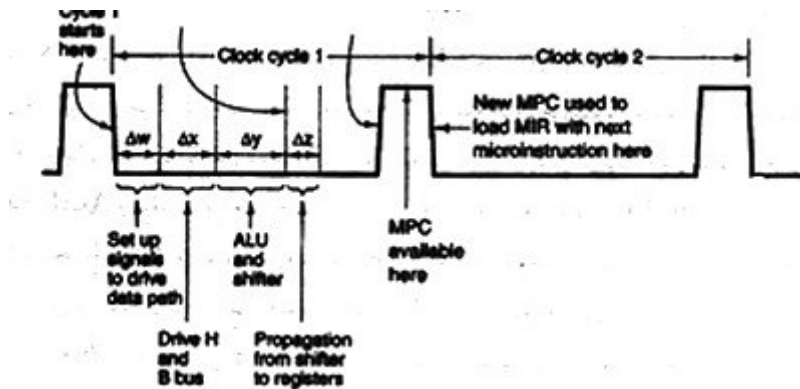 Cycle 1
starts
here
Clock cycle 1
Clock cycle 2
New MPC used to
load MIR with next
microinstruction here
Δw
Δx
Δy
Δz
Set up
signals
to drive
data path
ALU
and
shifter
MPC
available
here
Drive H
and
B bus
Propagation
from shifter
to registers